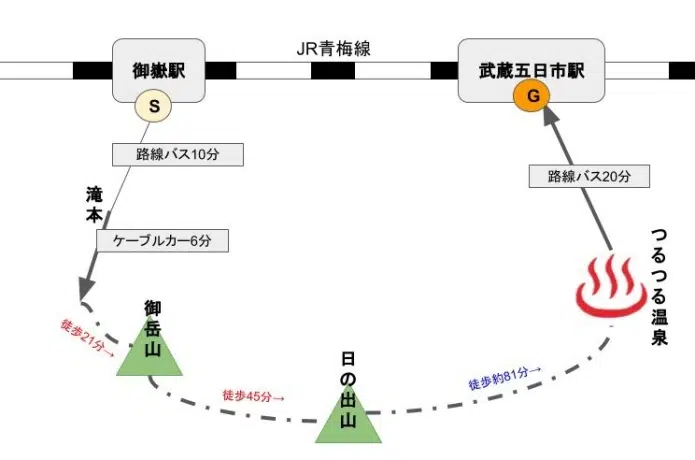 JR青梅線
御嶽駅
武蔵五日市駅
S
G
路線バス10分
路線バス20分
滝本
ケーブルカー6分
つるつる温泉
御岳山
徒歩21分→
日の出山
徒歩45分→
徒歩約81分→